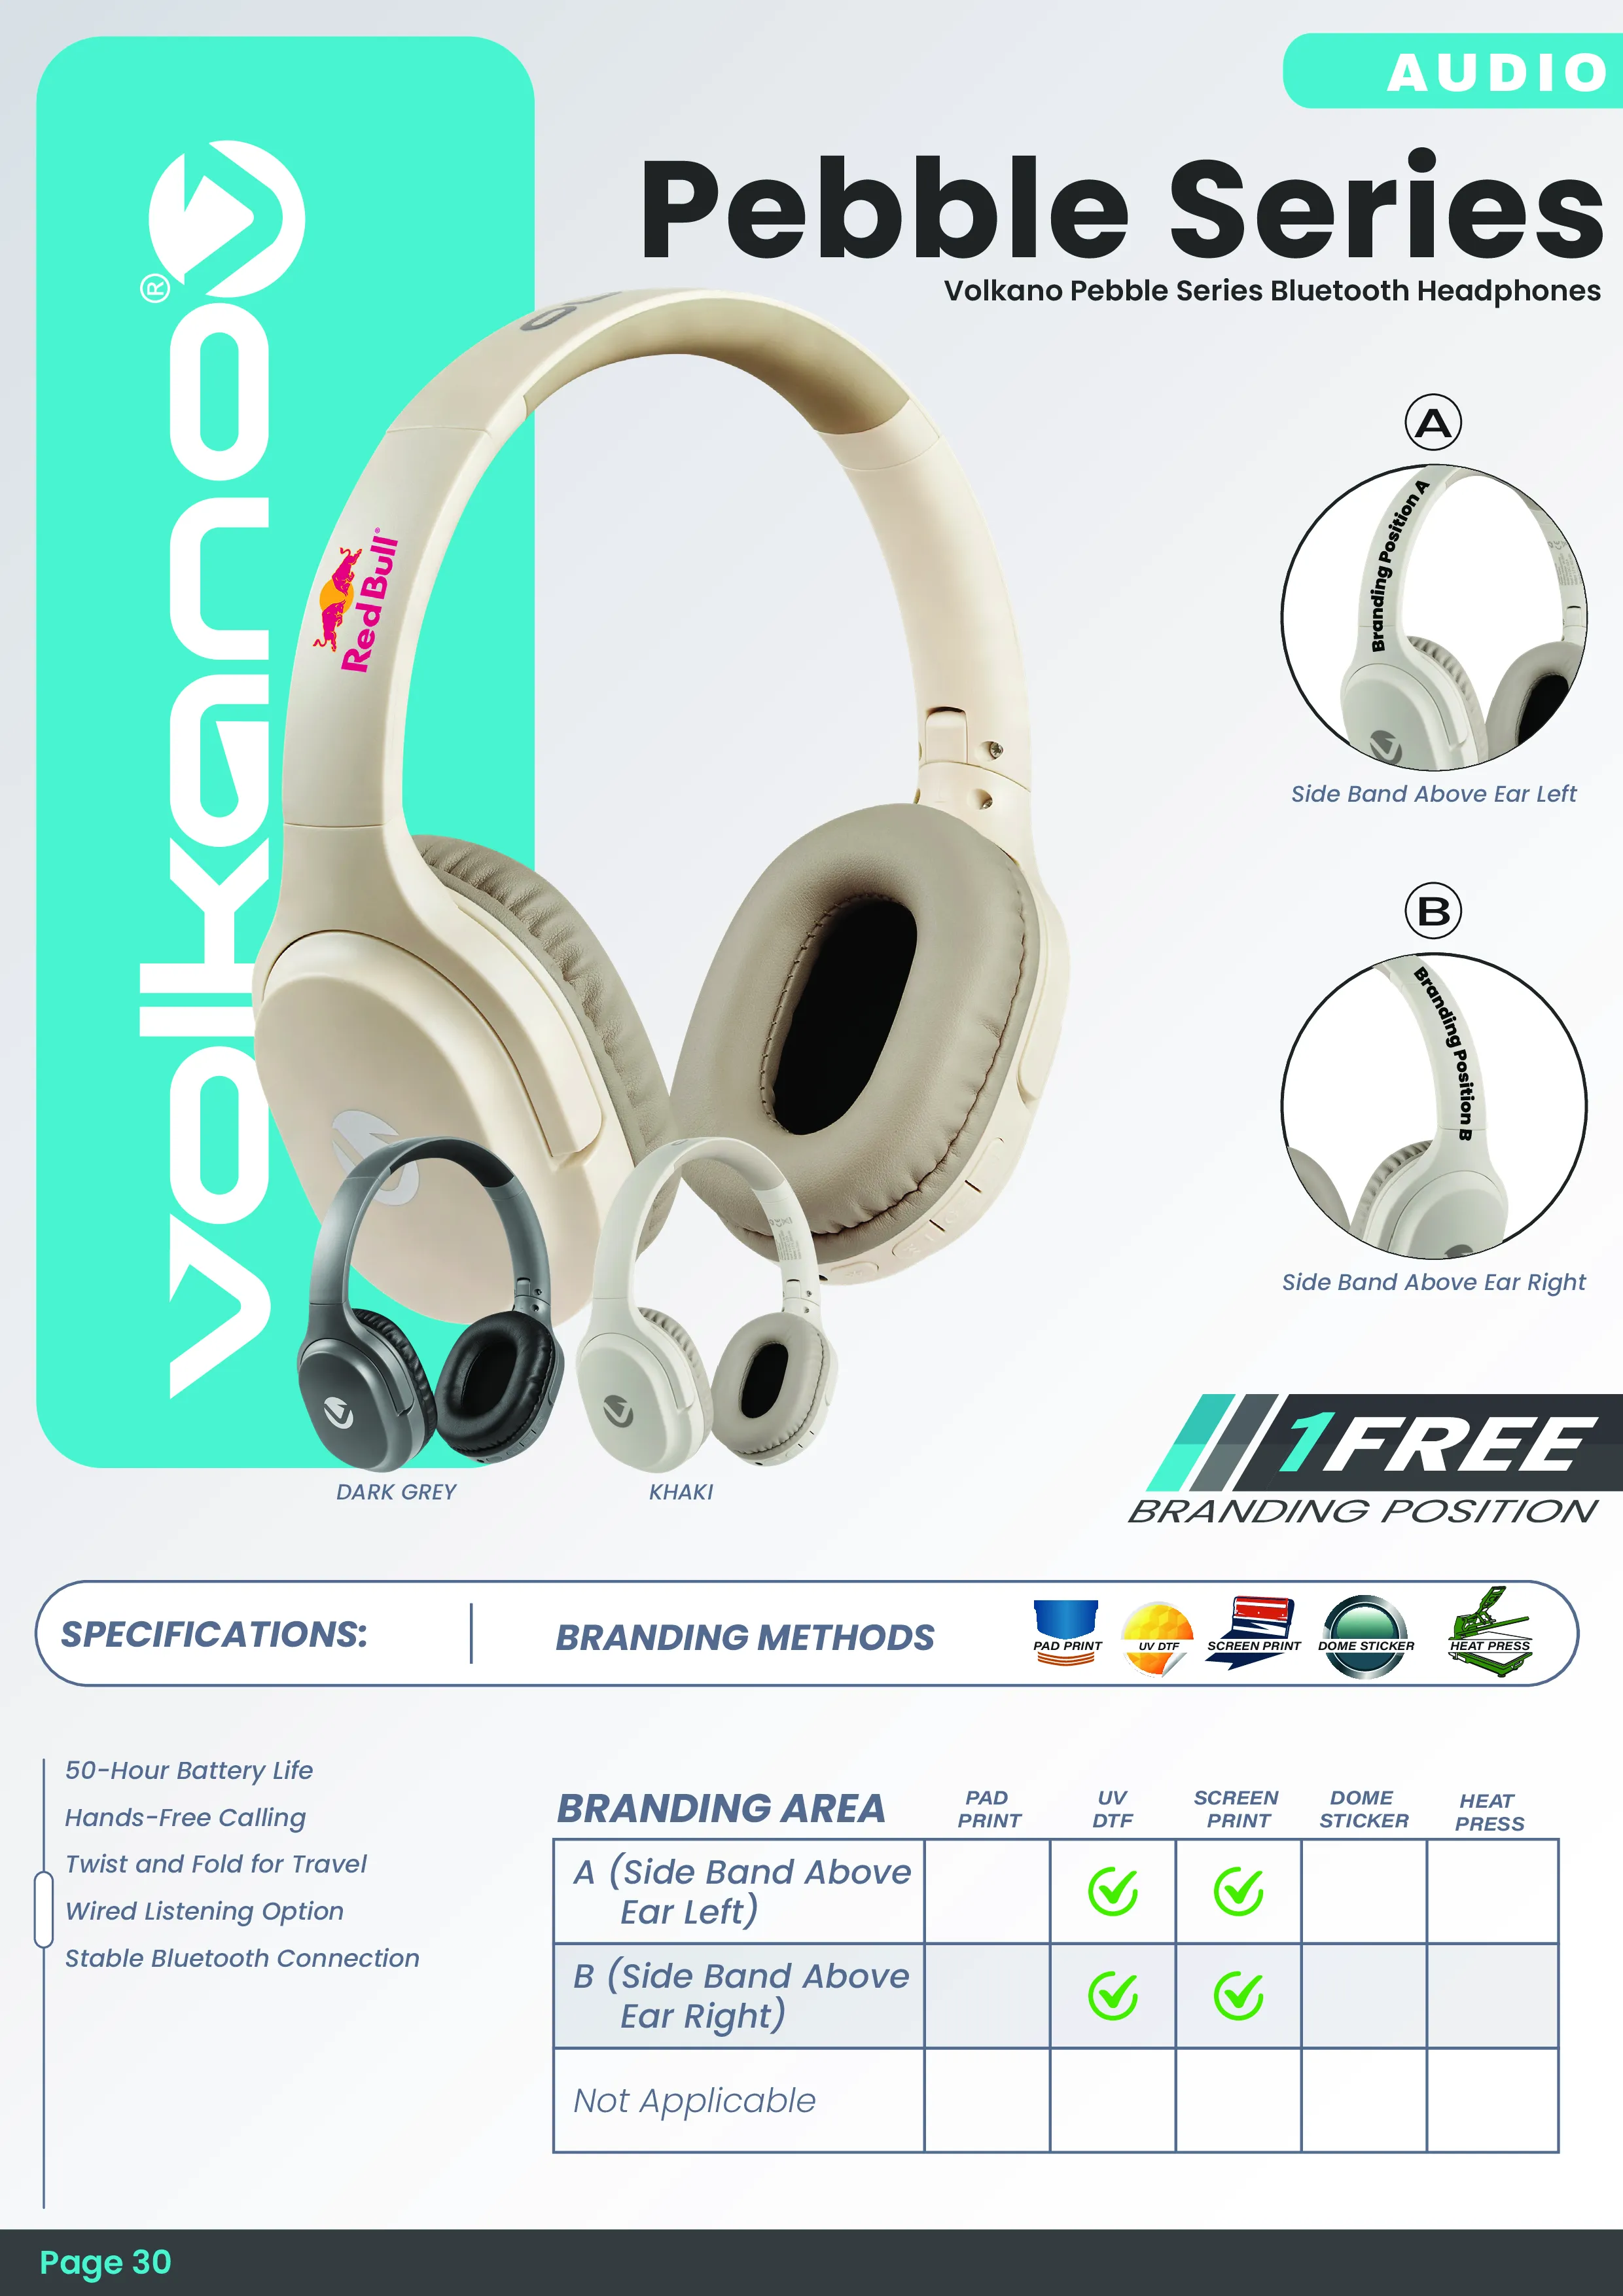 AUDIO
Pebble Series
Volkano Pebble Series Bluetooth Headphones
volkano®
Red Bull®
A
Branding Position A
Side Band Above Ear Left
B
Branding Position B
Side Band Above Ear Right
DARK GREY
KHAKI
1FREE
BRANDING POSITION
SPECIFICATIONS:
BRANDING METHODS
PAD PRINT
UV DTF
SCREEN PRINT
DOME STICKER
HEAT PRESS
50-Hour Battery Life
Hands-Free Calling
Twist and Fold for Travel
Wired Listening Option
Stable Bluetooth Connection
BRANDING AREA
PAD PRINT
UV DTF
SCREEN PRINT
DOME STICKER
HEAT PRESS
A (Side Band Above
Ear Left)
B (Side Band Above
Ear Right)
Not Applicable
Page 30